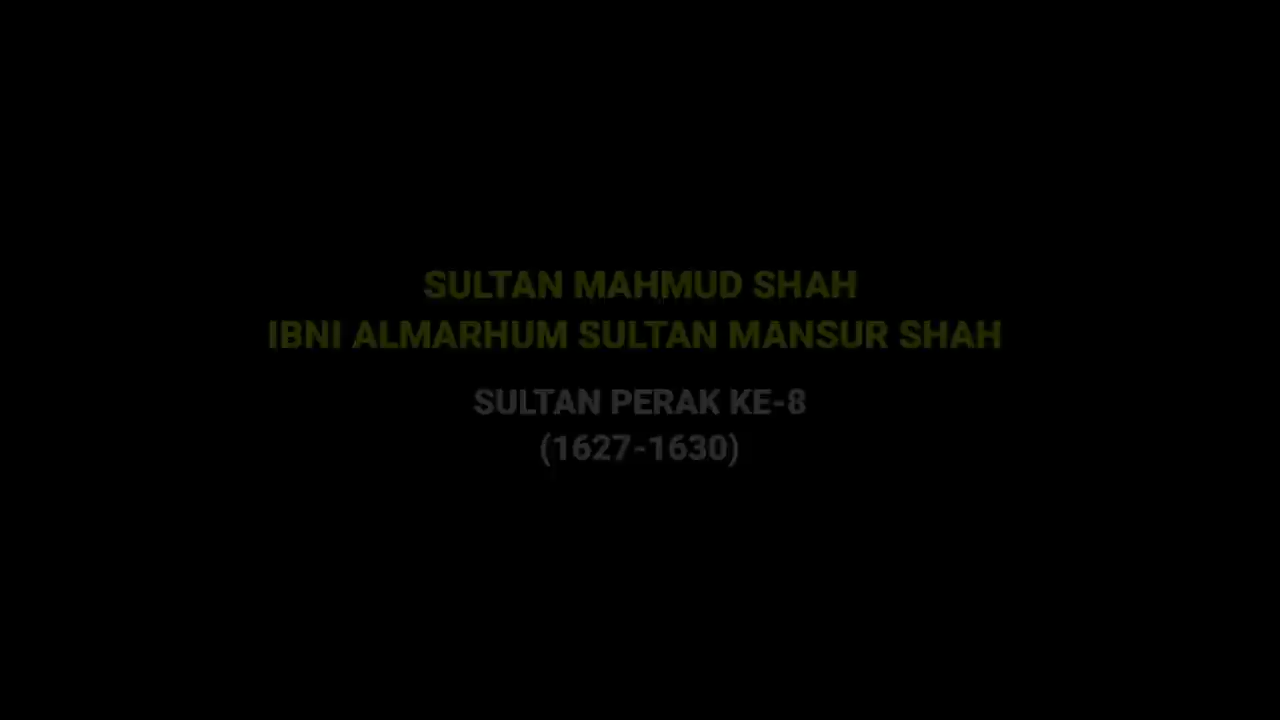 SULTAN MAHMUD SHAH
IBNI ALMARHUM SULTAN MANSUR SHAH
SULTAN PERAK KE-8
(1627-1630)